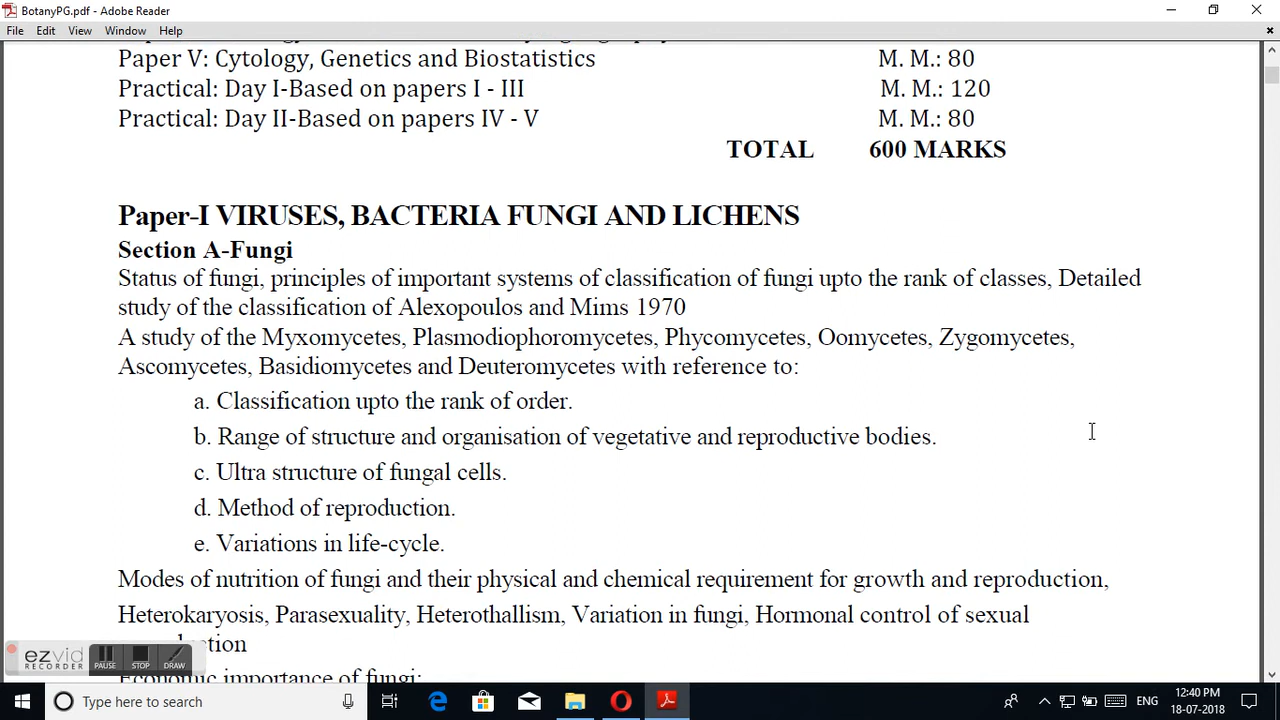 BotanyPG.pdf - Adobe Reader
File Edit View Window Help
Paper V: Cytology, Genetics and Biostatistics M. M.: 80
Practical: Day I-Based on papers I - III M. M.: 120
Practical: Day II-Based on papers IV - V M. M.: 80
TOTAL 600 MARKS
Paper-I VIRUSES, BACTERIA FUNGI AND LICHENS
Section A-Fungi
Status of fungi, principles of important systems of classification of fungi upto the rank of classes, Detailed
study of the classification of Alexopoulos and Mims 1970
A study of the Myxomycetes, Plasmodiophoromycetes, Phycomycetes, Oomycetes, Zygomycetes,
Ascomycetes, Basidiomycetes and Deuteromycetes with reference to:
a. Classification upto the rank of order.
b. Range of structure and organisation of vegetative and reproductive bodies.
c. Ultra structure of fungal cells.
d. Method of reproduction.
e. Variations in life-cycle.
Modes of nutrition of fungi and their physical and chemical requirement for growth and reproduction,
Heterokaryosis, Parasexuality, Heterothallism, Variation in fungi, Hormonal control of sexual
Economic importance of fungi:
ezvid
RECORDER
PAUSE STOP DRAW
Type here to search
ENG
12:40 PM
18-07-2018